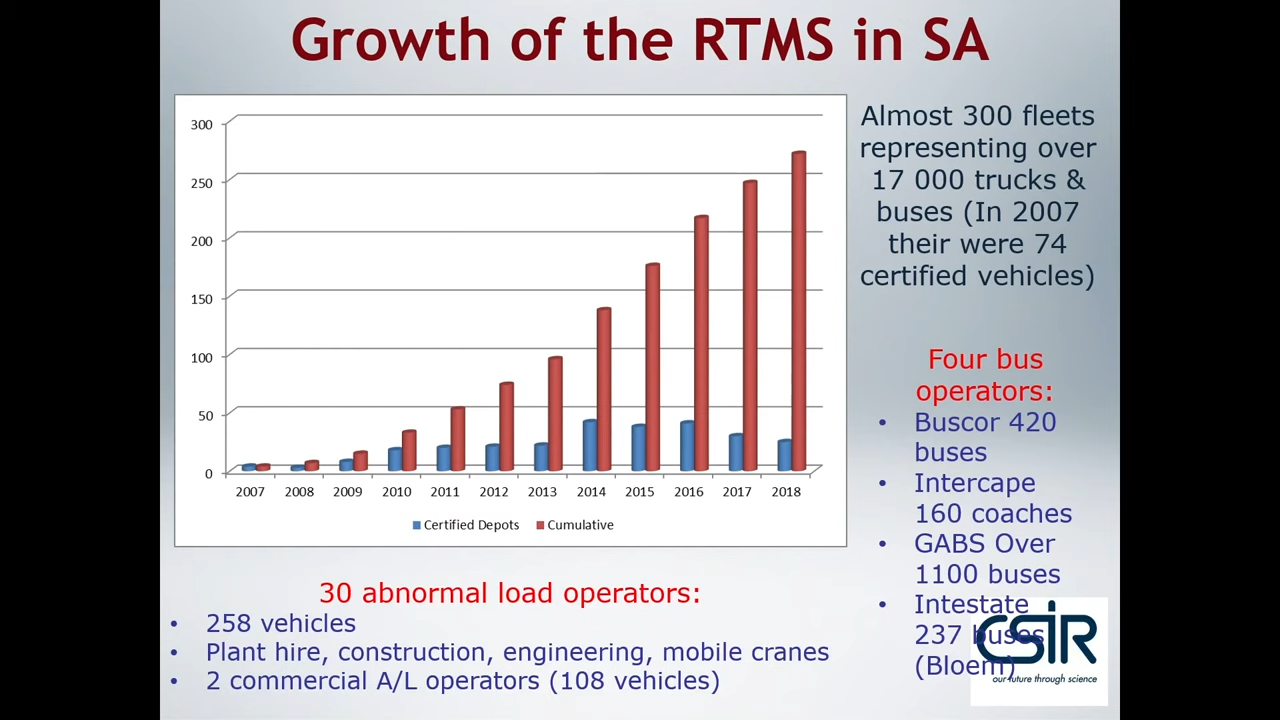 Growth of the RTMS in SA
300
250
200
150
100
50
0
2007 2008 2009 2010 2011 2012 2013 2014 2015 2016 2017 2018
Certified Depots Cumulative
Almost 300 fleets
representing over
17 000 trucks &
buses (In 2007
their were 74
certified vehicles)
Four bus
operators:
• Buscor 420
buses
• Intercape
160 coaches
• GABS Over
1100 buses
• Intestate
237 buses
(Bloem)
30 abnormal load operators:
• 258 vehicles
• Plant hire, construction, engineering, mobile cranes
• 2 commercial A/L operators (108 vehicles)
CSIR
our future through science